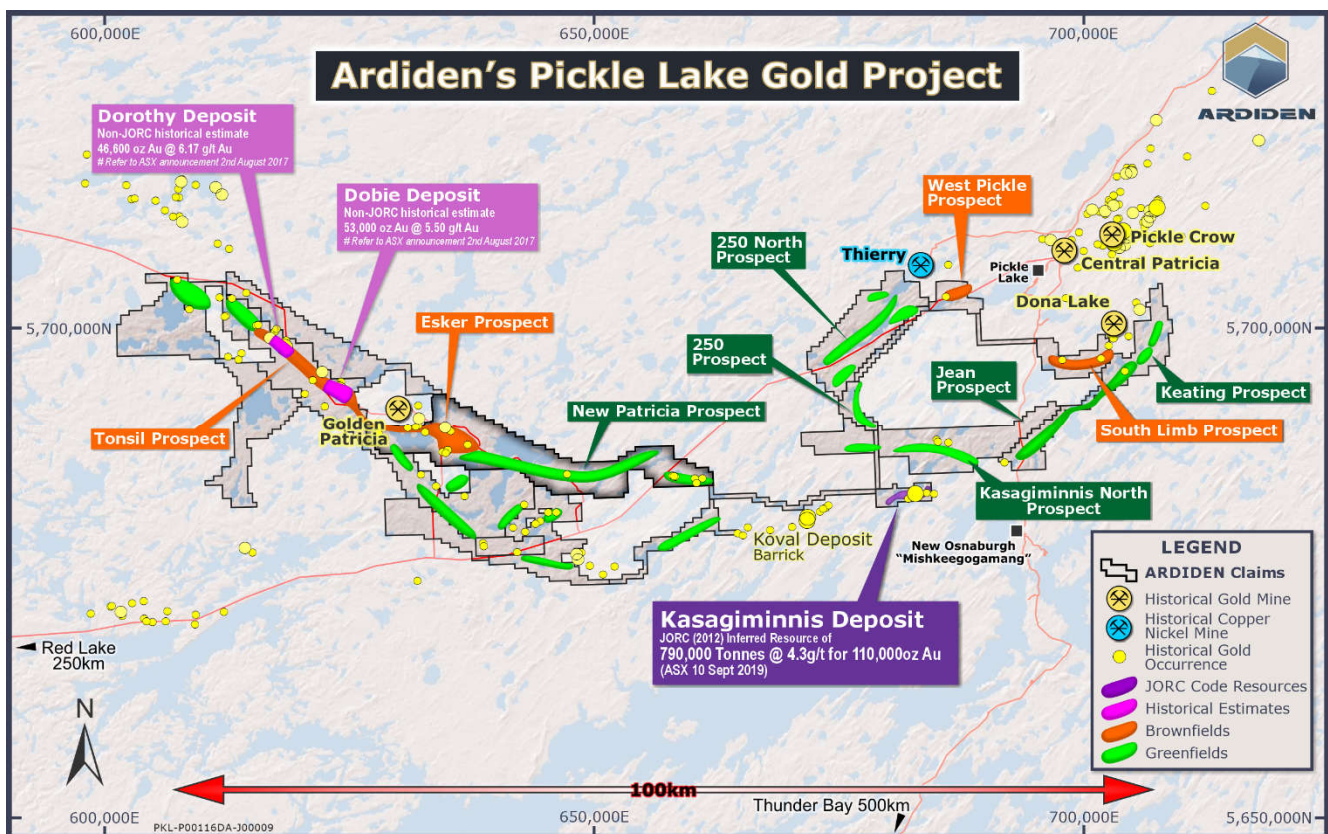 600,000E
650,000E
700,000E
Ardiden's Pickle Lake Gold Project
ARDIDEN
Dorothy Deposit
Non-JORC historical estimate
46,600 oz Au @ 6.17 g/t Au
# Refer to ASX announcement 2nd August 2017
Dobie Deposit
Non-JORC historical estimate
53,000 oz Au @ 5.50 g/t Au
# Refer to ASX announcement 2nd August 2017
West Pickle
Prospect
250 North
Prospect
Thierry
Pickle
Lake
Pickle Crow
Central Patricia
Dona Lake
5,700,000N
5,700,000N
Esker Prospect
250
Prospect
Jean
Prospect
Keating Prospect
New Patricia Prospect
Tonsil Prospect
Golden
Patricia
South Limb Prospect
Kasagiminnis North
Prospect
Koval Deposit
Barrick
New Osnaburgh
"Mishkeegogamang"
Kasagiminnis Deposit
JORC (2012) Inferred Resource of
790,000 Tonnes @ 4.3g/t for 110,000oz Au
(ASX 10 Sept 2019)
Red Lake
250km
LEGEND
ARDIDEN Claims
Historical Gold Mine
Historical Copper
Nickel Mine
Historical Gold
Occurrence
JORC Code Resources
Historical Estimates
Brownfields
Greenfields
N
100km
Thunder Bay 500km
600,000E
PKL-P00116DA-J00009
650,000E
700,000E
5,650,000N